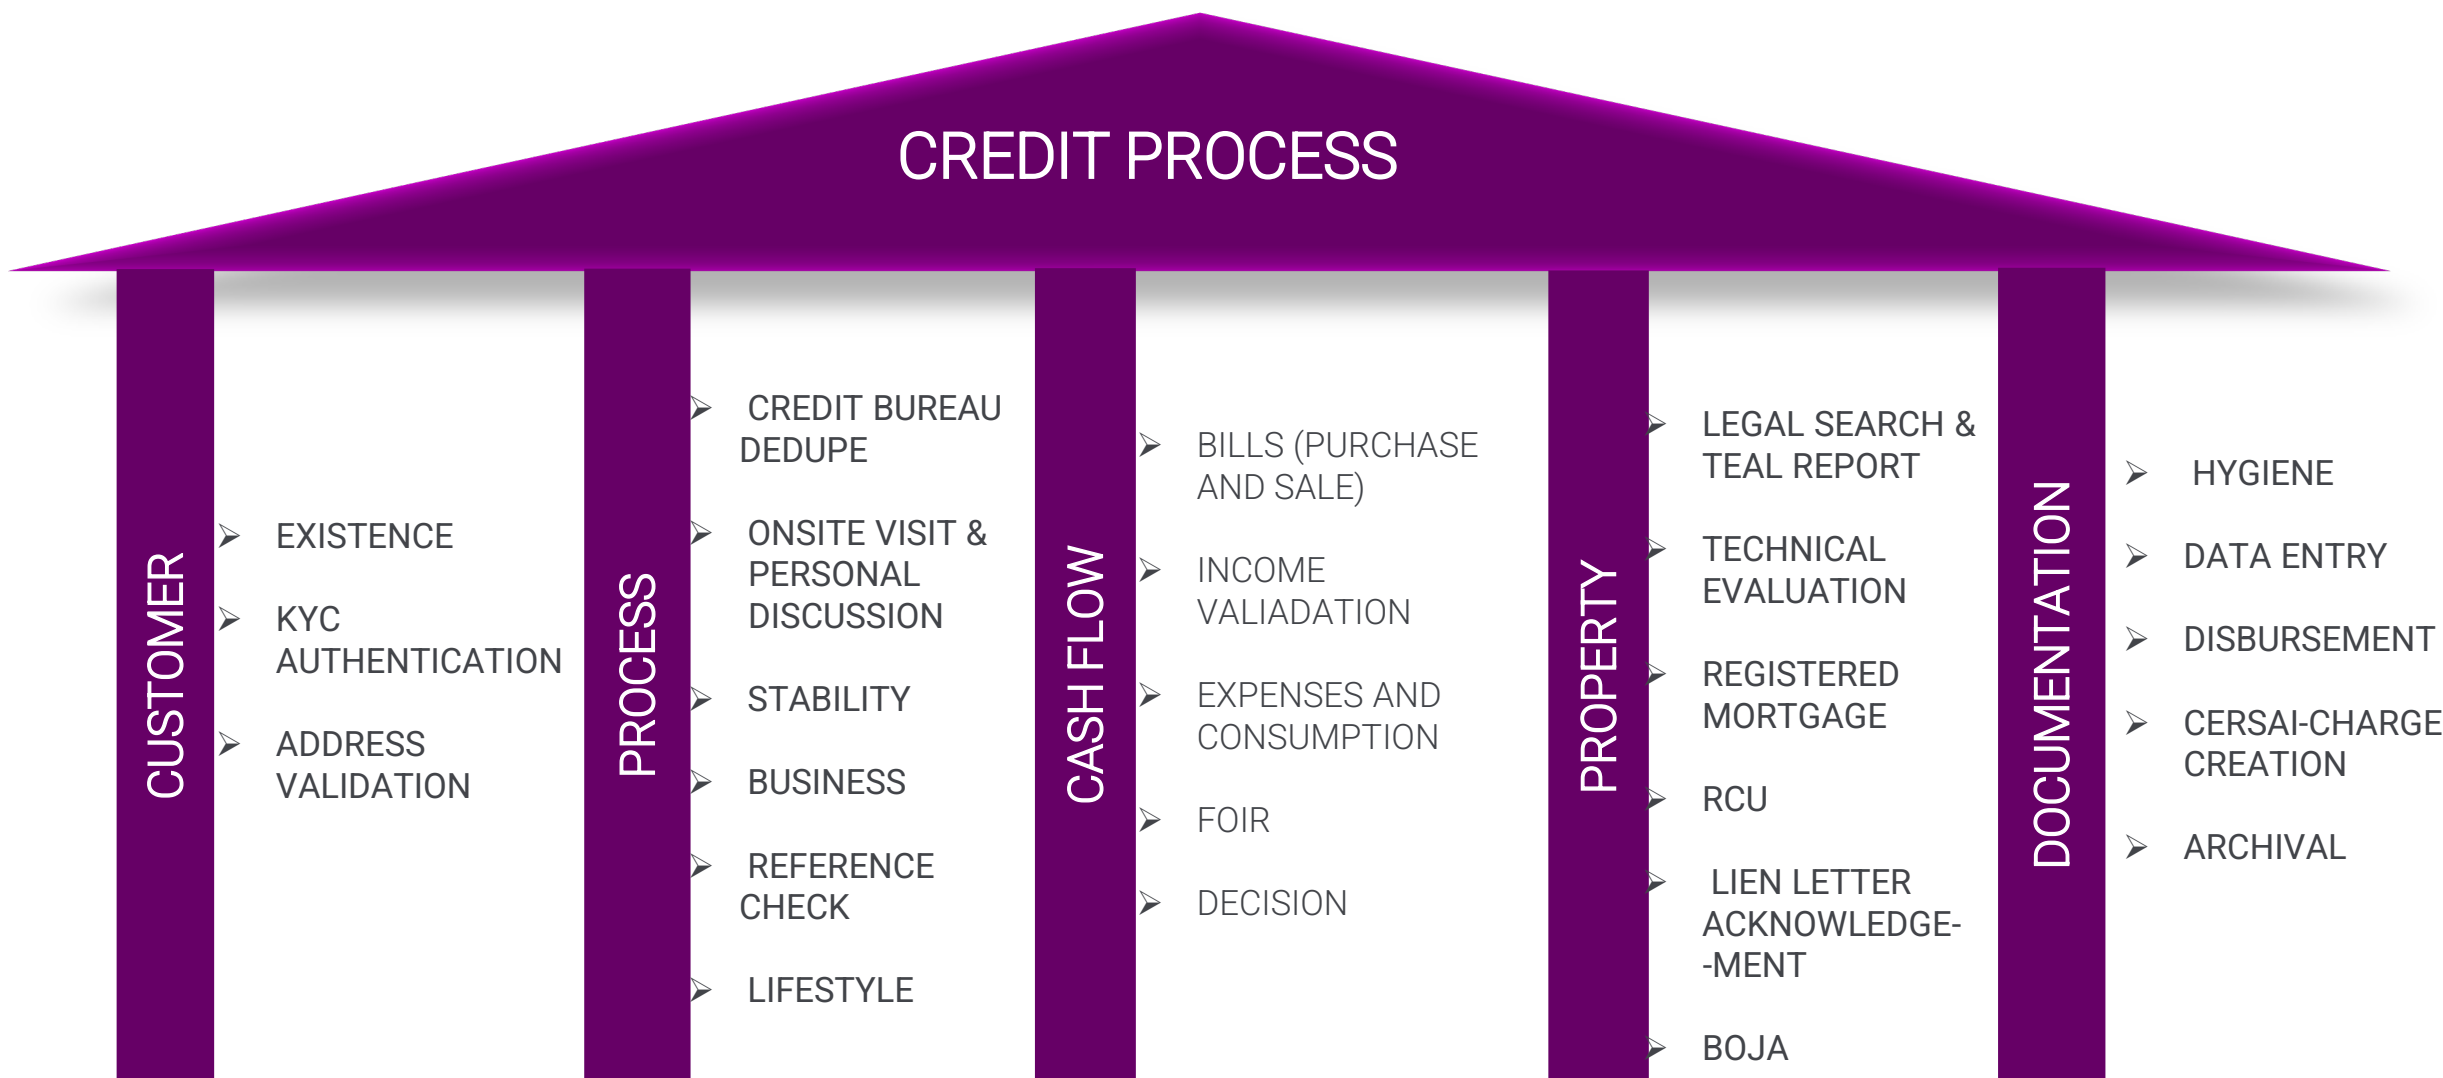 CREDIT PROCESS
CUSTOMER
EXISTENCE
KYC
AUTHENTICATION
ADDRESS
VALIDATION
PROCESS
CREDIT BUREAU
DEDUPE
ONSITE VISIT &
PERSONAL
DISCUSSION
STABILITY
BUSINESS
REFERENCE
CHECK
LIFESTYLE
CASH FLOW
BILLS (PURCHASE
AND SALE)
INCOME
VALIADATION
EXPENSES AND
CONSUMPTION
FOIR
DECISION
PROPERTY
LEGAL SEARCH &
TEAL REPORT
TECHNICAL
EVALUATION
REGISTERED
MORTGAGE
RCU
LIEN LETTER
ACKNOWLEDGE-
-MENT
BOJA
DOCUMENTATION
HYGIENE
DATA ENTRY
DISBURSEMENT
CERSAI-CHARGE
CREATION
ARCHIVAL